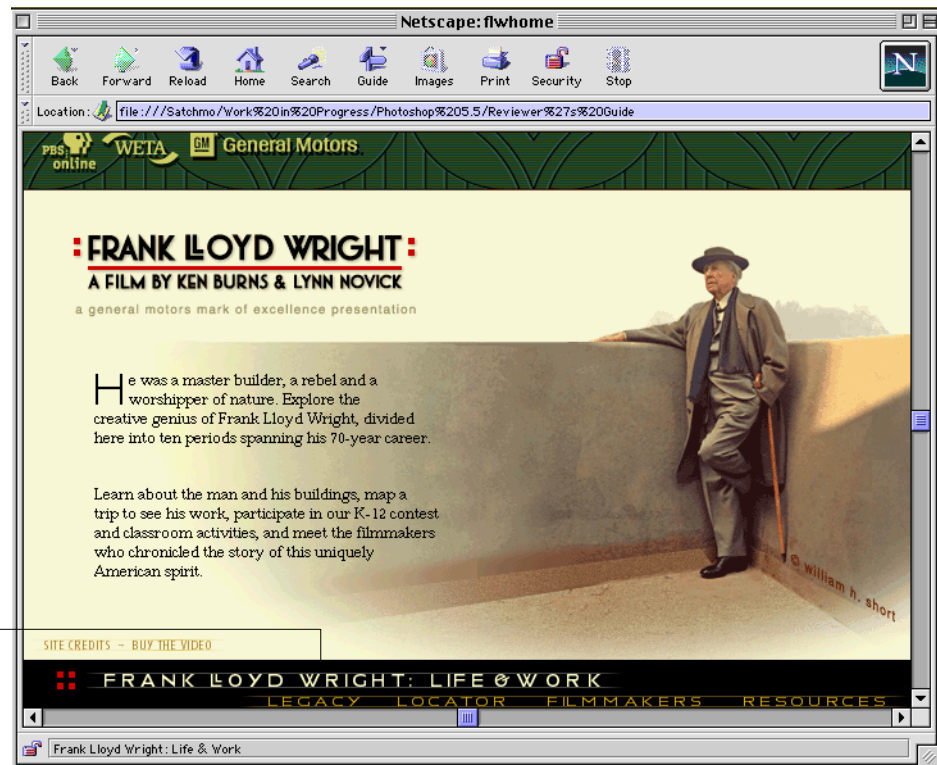 Netscape: flwhome
Back Forward Reload Home Search Guide Images Print Security Stop
N
Location: file:///Satchmo/Work%20in%20Progress/Photoshop%205.5/Reviewer%27s%20Guide
PBS online WETA GM General Motors.
FRANK LLOYD WRIGHT
A FILM BY KEN BURNS & LYNN NOVICK
a general motors mark of excellence presentation
He was a master builder, a rebel and a
worshipper of nature. Explore the
creative genius of Frank Lloyd Wright, divided
here into ten periods spanning his 70-year career.
Learn about the man and his buildings, map a
trip to see his work, participate in our K-12 contest
and classroom activities, and meet the filmmakers
who chronicled the story of this uniquely
American spirit.
© william h. short
SITE CREDITS – BUY THE VIDEO
FRANK LLOYD WRIGHT: LIFE & WORK
LEGACY LOCATOR FILMMAKERS RESOURCES
Frank Lloyd Wright: Life & Work